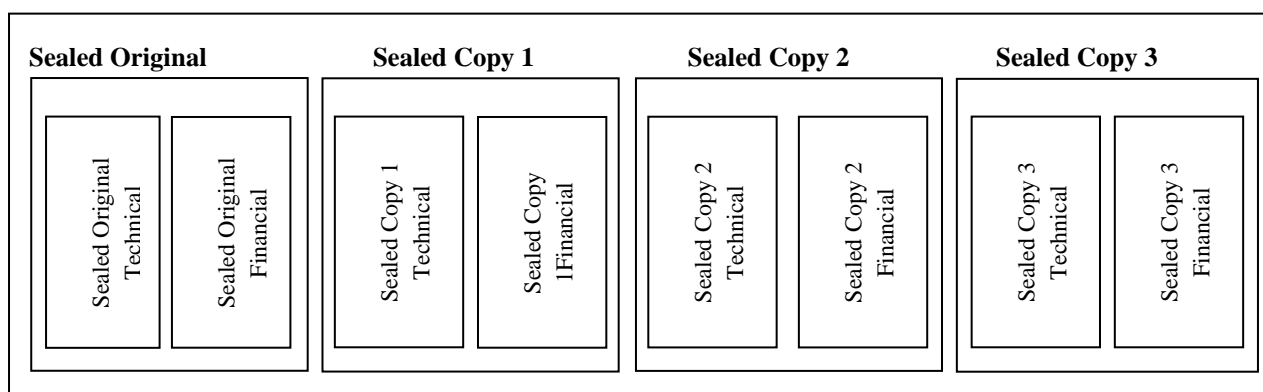 Sealed Original
Sealed Copy 1
Sealed Copy 2
Sealed Copy 3
Sealed Original
Technical
Sealed Original
Financial
Sealed Copy 1
Technical
Sealed Copy
1Financial
Sealed Copy 2
Technical
Sealed Copy 2
Financial
Sealed Copy 3
Technical
Sealed Copy 3
Financial